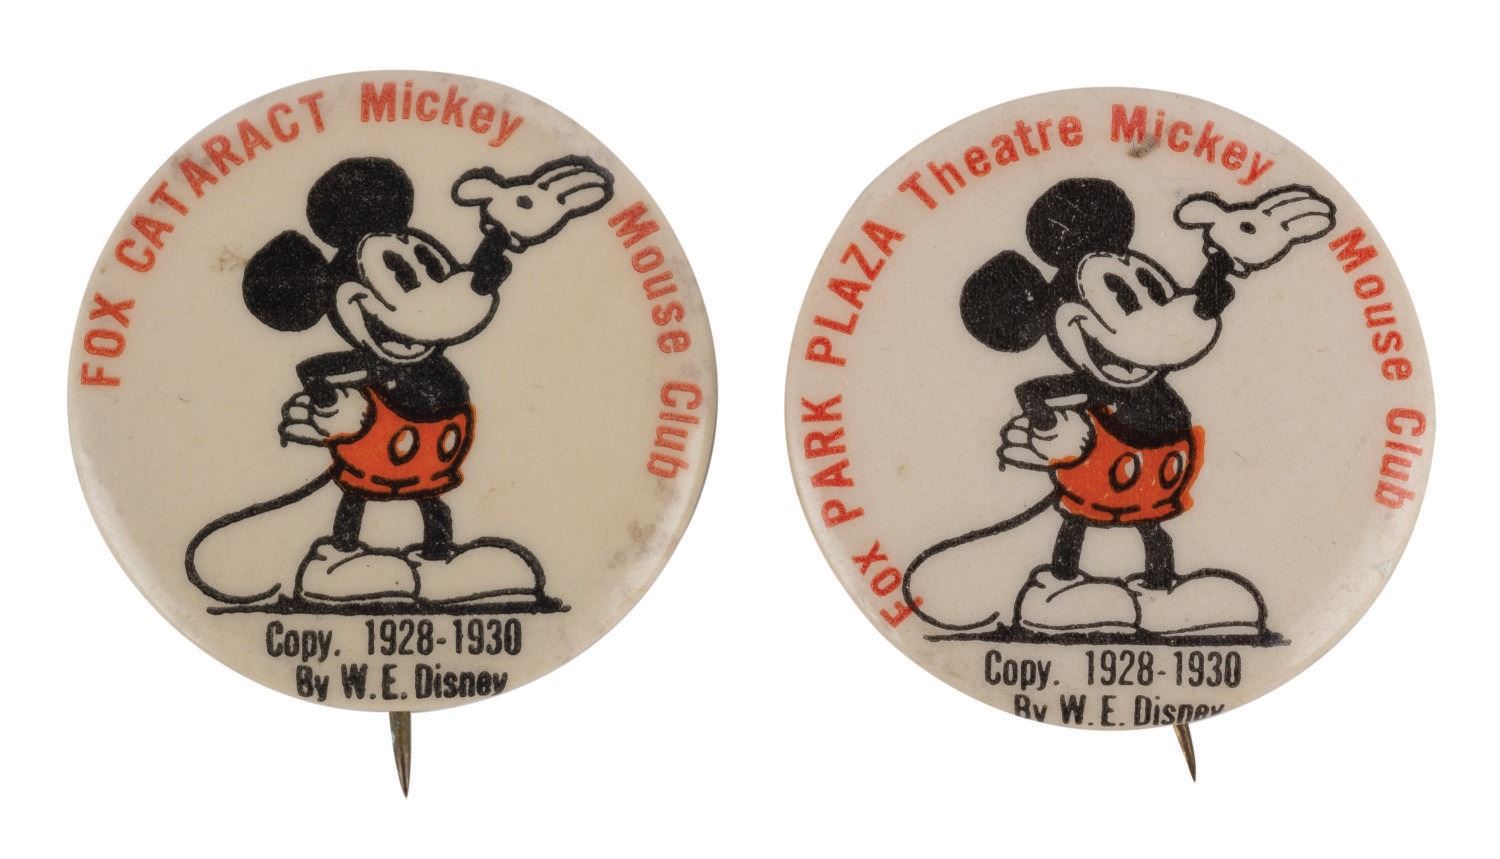 FOX CATARACT Mickey Mouse Club
Copy. 1928-1930
By W.E. Disney
FOX PARK PLAZA Theatre Mickey Mouse Club
Copy. 1928-1930
By W.E. Disney